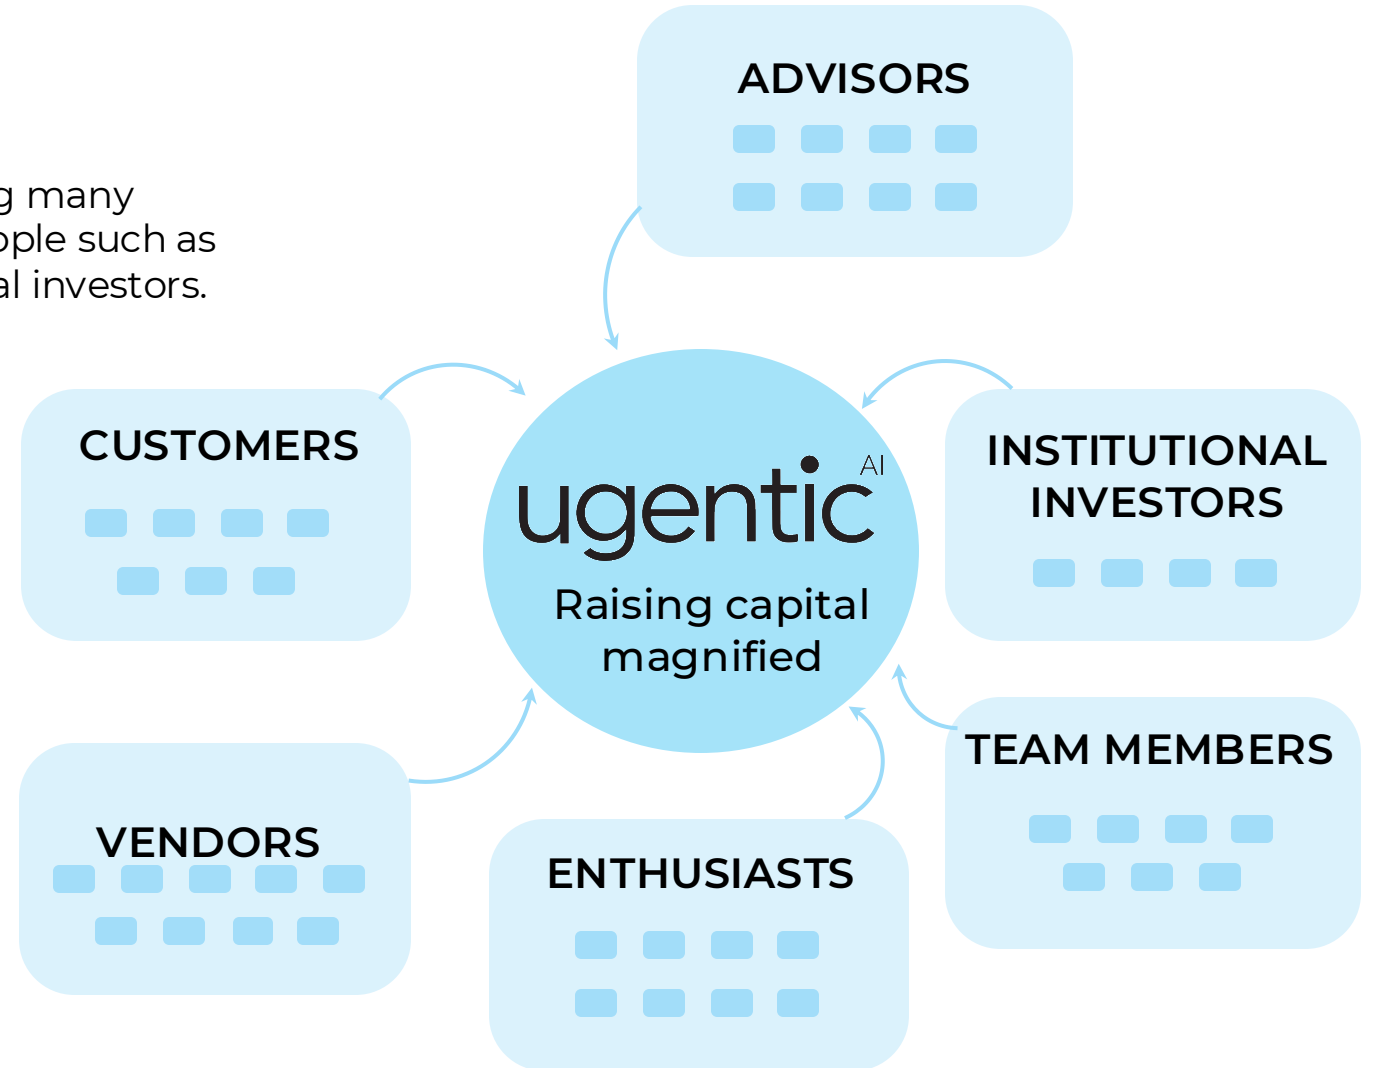 ADVISORS
g many
ople such as
al investors.
CUSTOMERS
INSTITUTIONAL
INVESTORS
ugentic AI
Raising capital
magnified
TEAM MEMBERS
VENDORS
ENTHUSIASTS